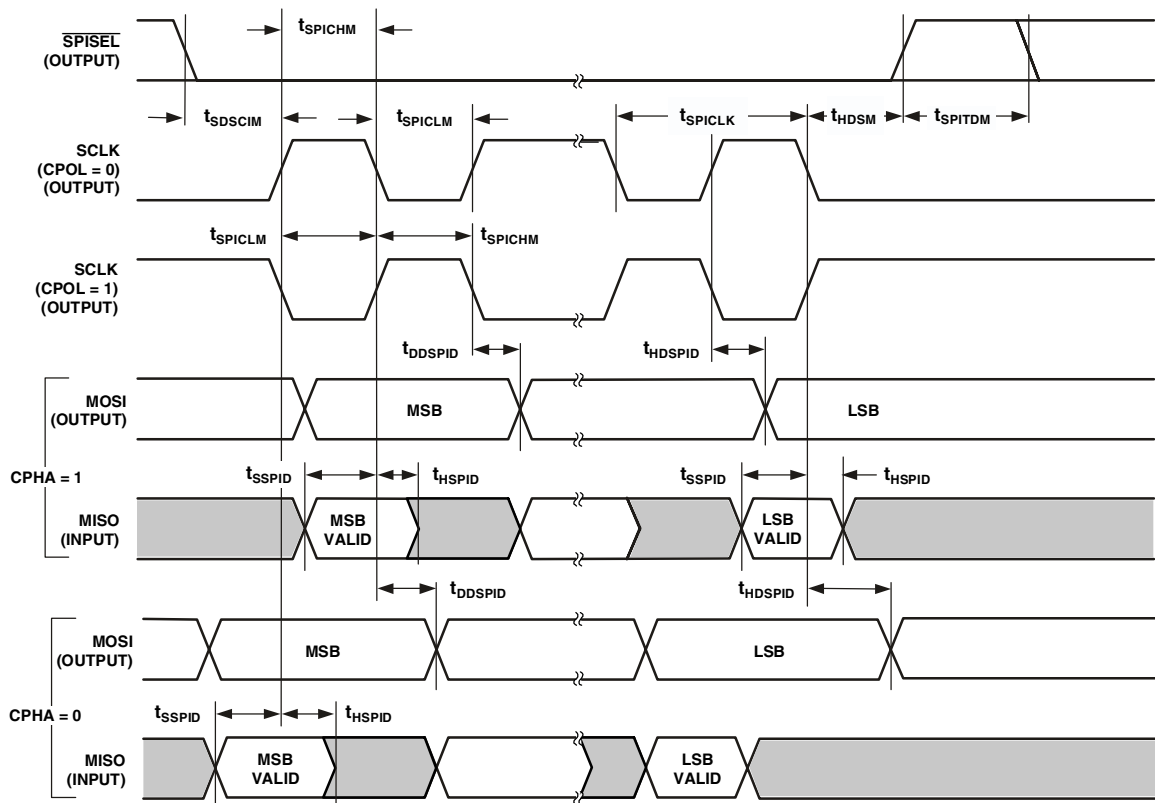 tSPICHM
SPISEL
(OUTPUT)
tSDSCIM
tSPICLM
tSPICLK
tHDSM
tSPITDM
SCLK
(CPOL = 0)
(OUTPUT)
tSPICLM
tSPICHM
SCLK
(CPOL = 1)
(OUTPUT)
tDDSPID
tHDSPID
MOSI
(OUTPUT)
MSB
LSB
CPHA = 1
tSSPID
tHSPID
tSSPID
tHSPID
MISO
(INPUT)
MSB
VALID
LSB
VALID
tDDSPID
tHDSPID
MOSI
(OUTPUT)
MSB
LSB
CPHA = 0
tSSPID
tHSPID
MISO
(INPUT)
MSB
VALID
LSB
VALID